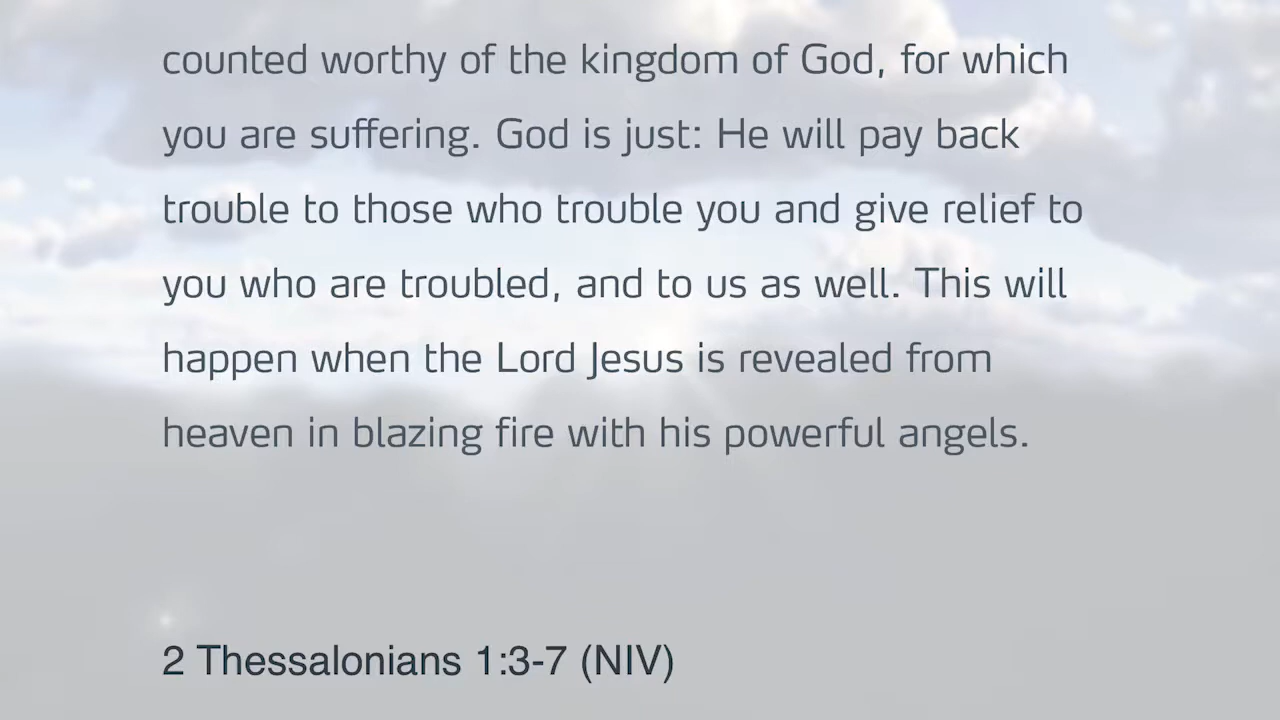 counted worthy of the kingdom of God, for which
you are suffering. God is just: He will pay back
trouble to those who trouble you and give relief to
you who are troubled, and to us as well. This will
happen when the Lord Jesus is revealed from
heaven in blazing fire with his powerful angels.
2 Thessalonians 1:3-7 (NIV)